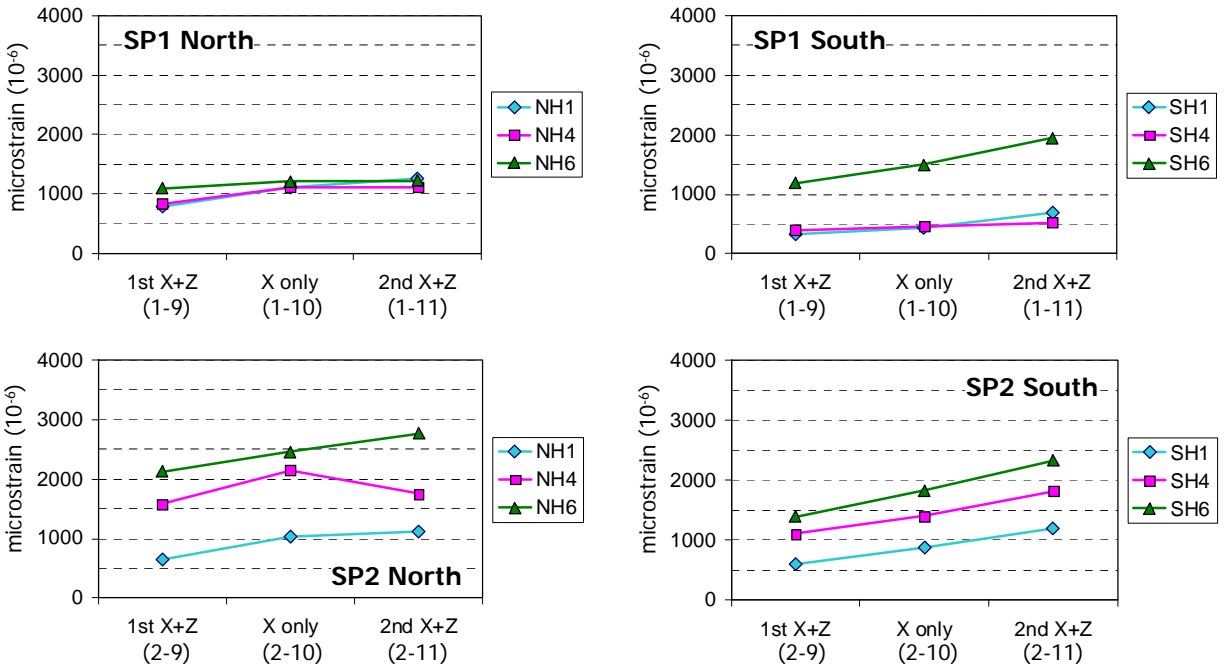 SP1 North
microstrain (10-6)
4000
3000
2000
1000
0
1st X+Z
(1-9)
X only
(1-10)
2nd X+Z
(1-11)
NH1
NH4
NH6
SP1 South
microstrain (10-6)
4000
3000
2000
1000
0
1st X+Z
(1-9)
X only
(1-10)
2nd X+Z
(1-11)
SH1
SH4
SH6
SP2 North
microstrain (10-6)
4000
3000
2000
1000
0
1st X+Z
(2-9)
X only
(2-10)
2nd X+Z
(2-11)
NH1
NH4
NH6
SP2 South
microstrain (10-6)
4000
3000
2000
1000
0
1st X+Z
(2-9)
X only
(2-10)
2nd X+Z
(2-11)
SH1
SH4
SH6